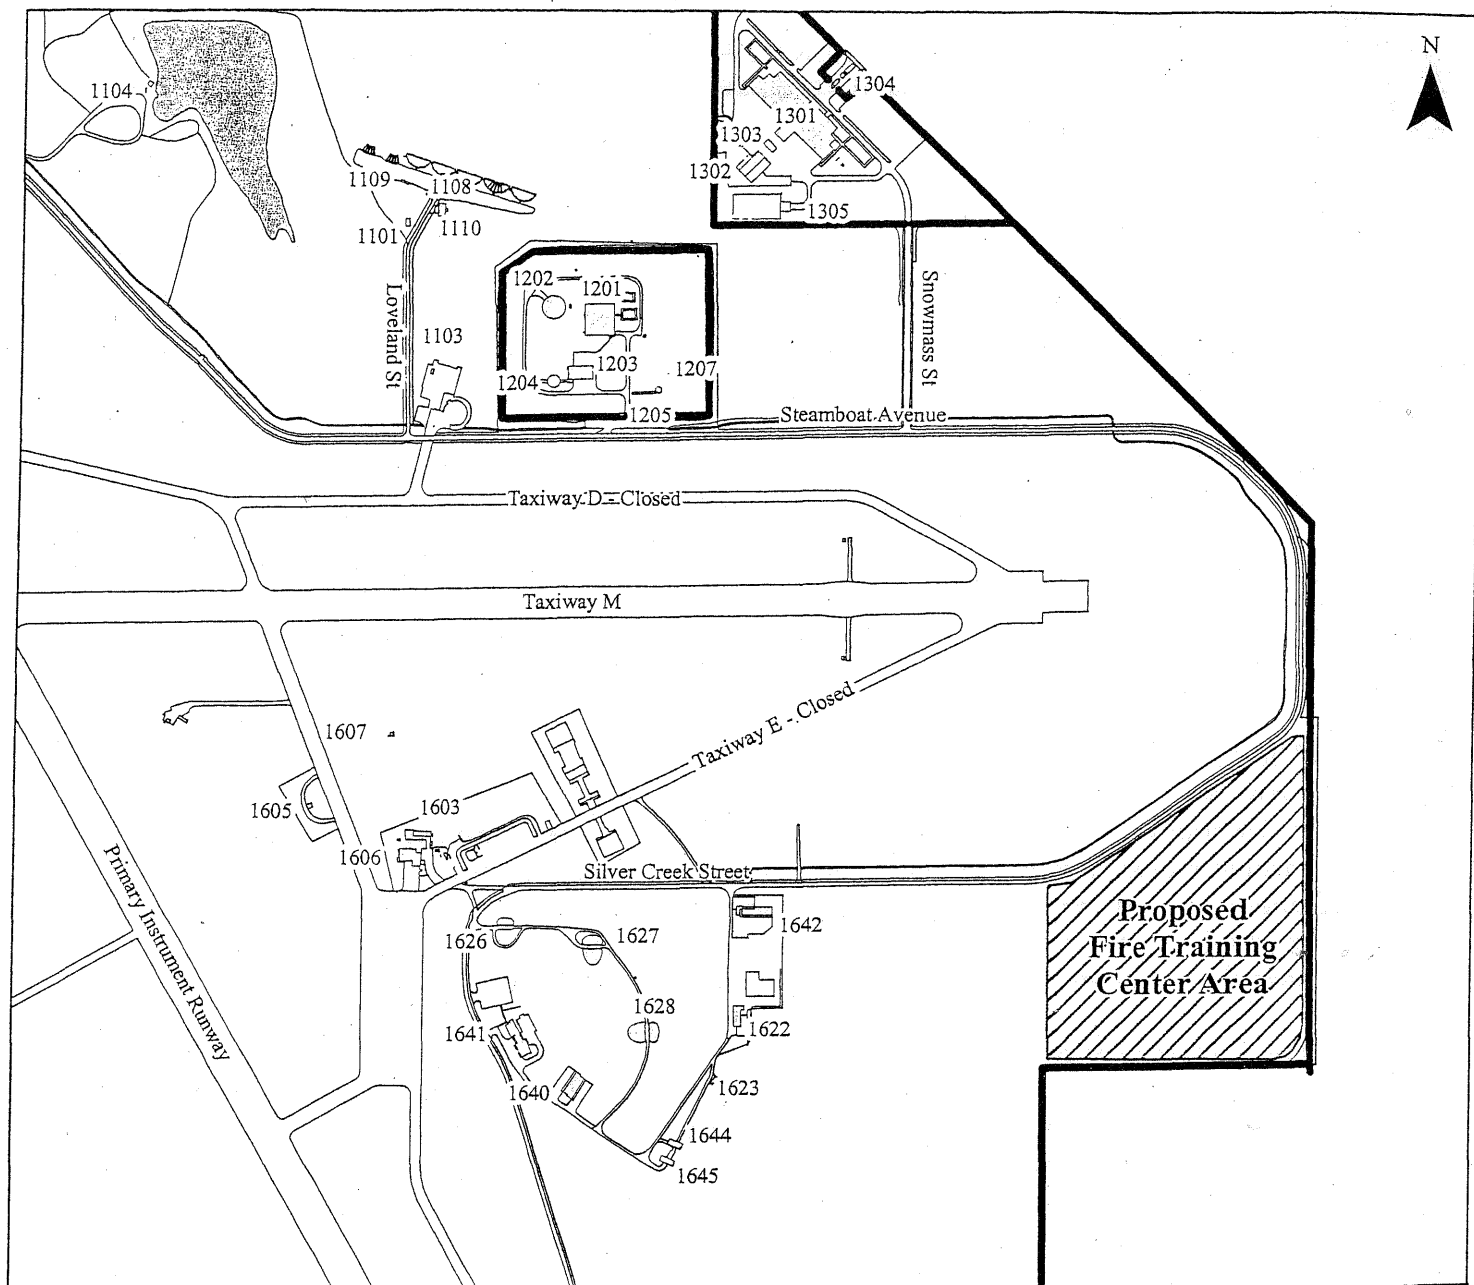 N
1104
1304
1301
1303
1302
1305
1109
1108
1101
1110
Loveland St
1103
1202
1201
1203
1204
1207
1205
Snowmass St
Steamboat Avenue
Taxiway D - Closed
Taxiway M
Taxiway E - Closed
1607
1605
1603
1606
Primary Instrument Runway
Silver Creek Street
1626
1627
1642
1628
1641
1622
1640
1623
1644
1645
Proposed
Fire Training
Center Area